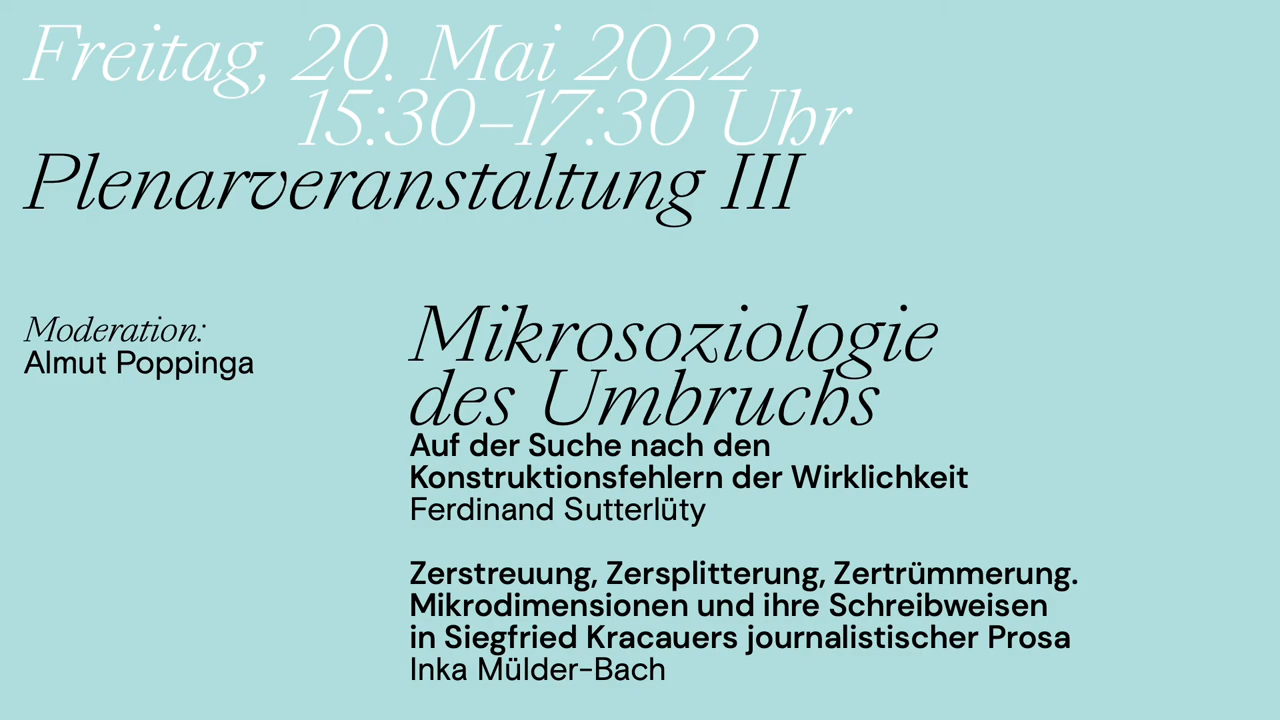 Freitag, 20. Mai 2022
15:30–17:30 Uhr
Plenarveranstaltung III
Moderation:
Almut Poppinga
Mikrosoziologie
des Umbruchs
Auf der Suche nach den
Konstruktionsfehlern der Wirklichkeit
Ferdinand Sutterlüty
Zerstreuung, Zersplitterung, Zertrümmerung.
Mikrodimensionen und ihre Schreibweisen
in Siegfried Kracauers journalistischer Prosa
Inka Mülder-Bach